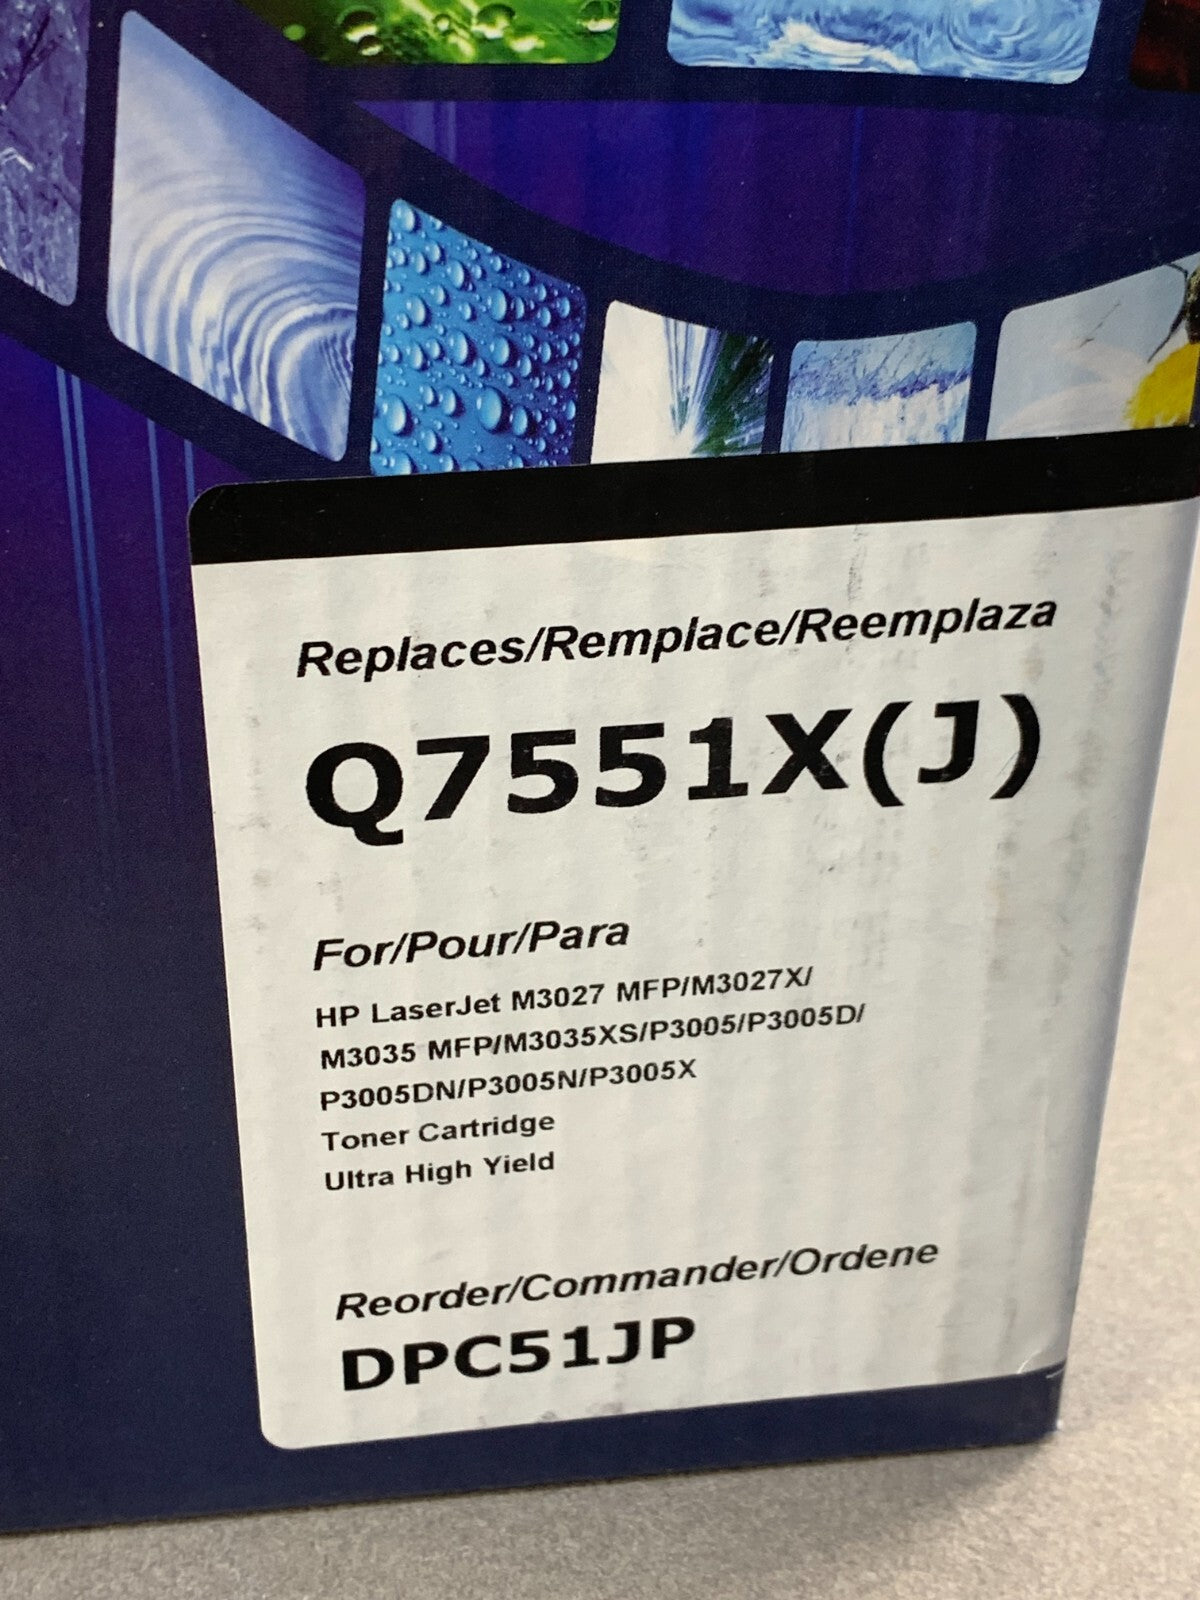 Replaces/Remplace/Reemplaza
Q7551X(J)
For/Pour/Para
HP LaserJet M3027 MFP/M3027X/
M3035 MFP/M3035XS/P3005/P3005D/
P3005DN/P3005N/P3005X
Toner Cartridge
Ultra High Yield
Reorder/Commander/Ordene
DPC51JP